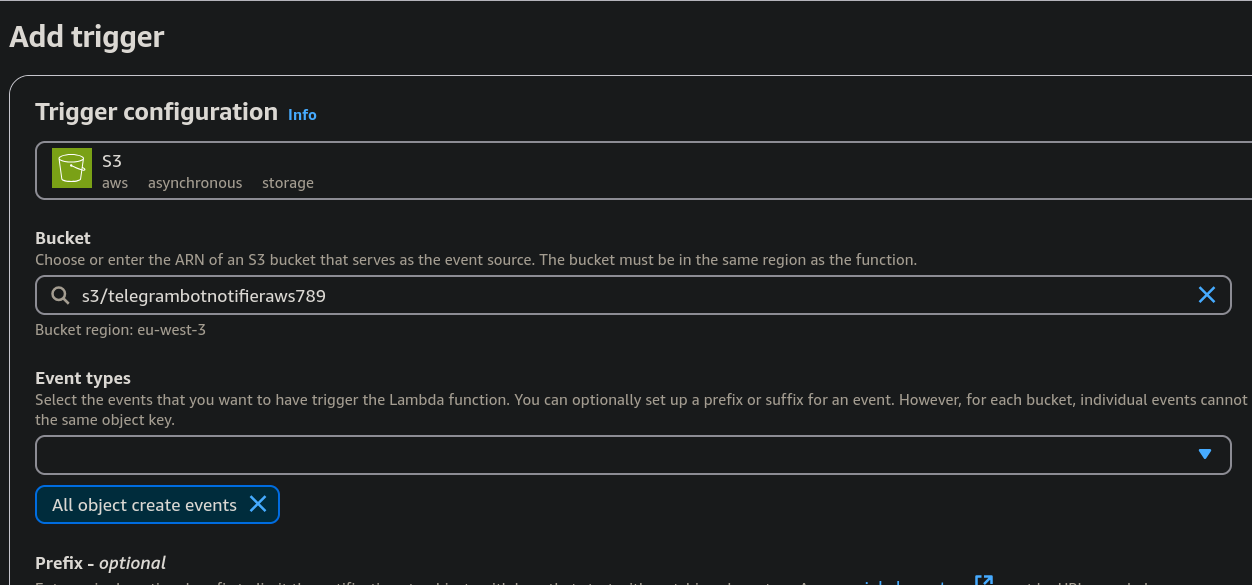 Add trigger
Trigger configuration Info
S3
aws asynchronous storage
Bucket
Choose or enter the ARN of an S3 bucket that serves as the event source. The bucket must be in the same region as the function.
s3/telegrambotnotifieraws789
Bucket region: eu-west-3
Event types
Select the events that you want to have trigger the Lambda function. You can optionally set up a prefix or suffix for an event. However, for each bucket, individual events cannot
the same object key.
All object create events
Prefix - optional